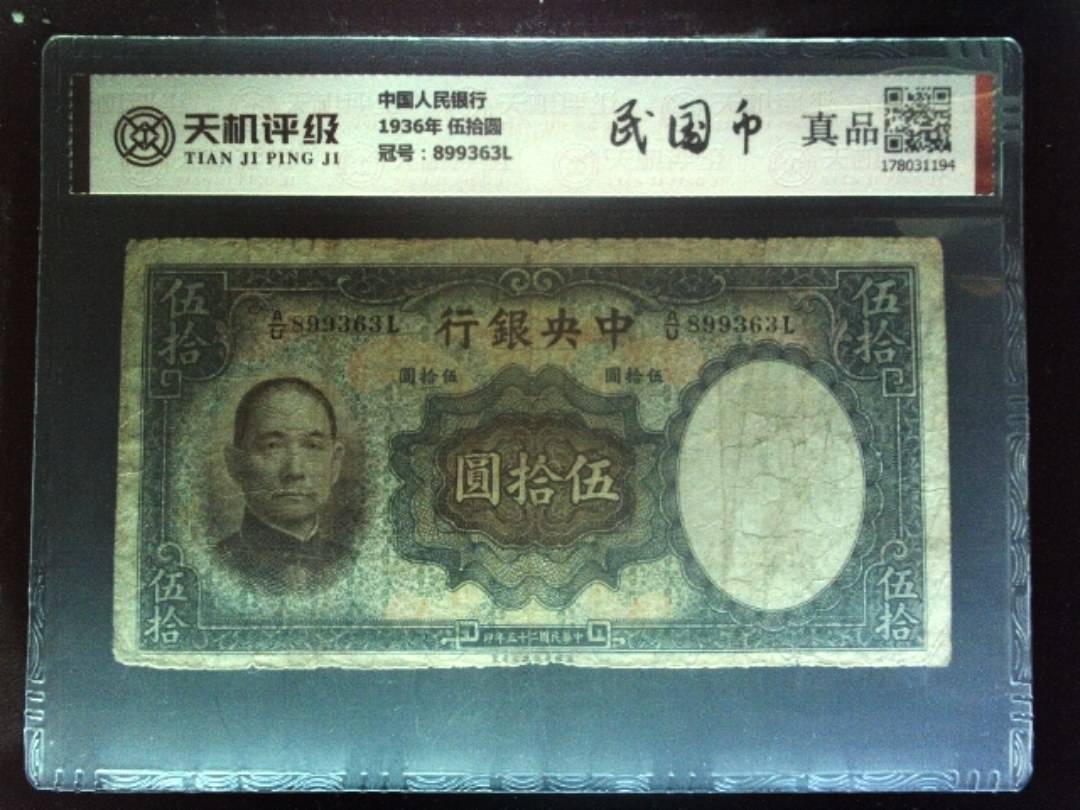 天机评级
TIAN JI PING JI
中国人民银行
1936年 伍拾圆
冠号：899363L
民国币
真品
178031194
伍拾
A/U 899363L
行銀央中
A/U 899363L
伍拾
圓拾伍
圓拾伍
圓拾伍
伍拾
印年五十二國民華中
伍拾